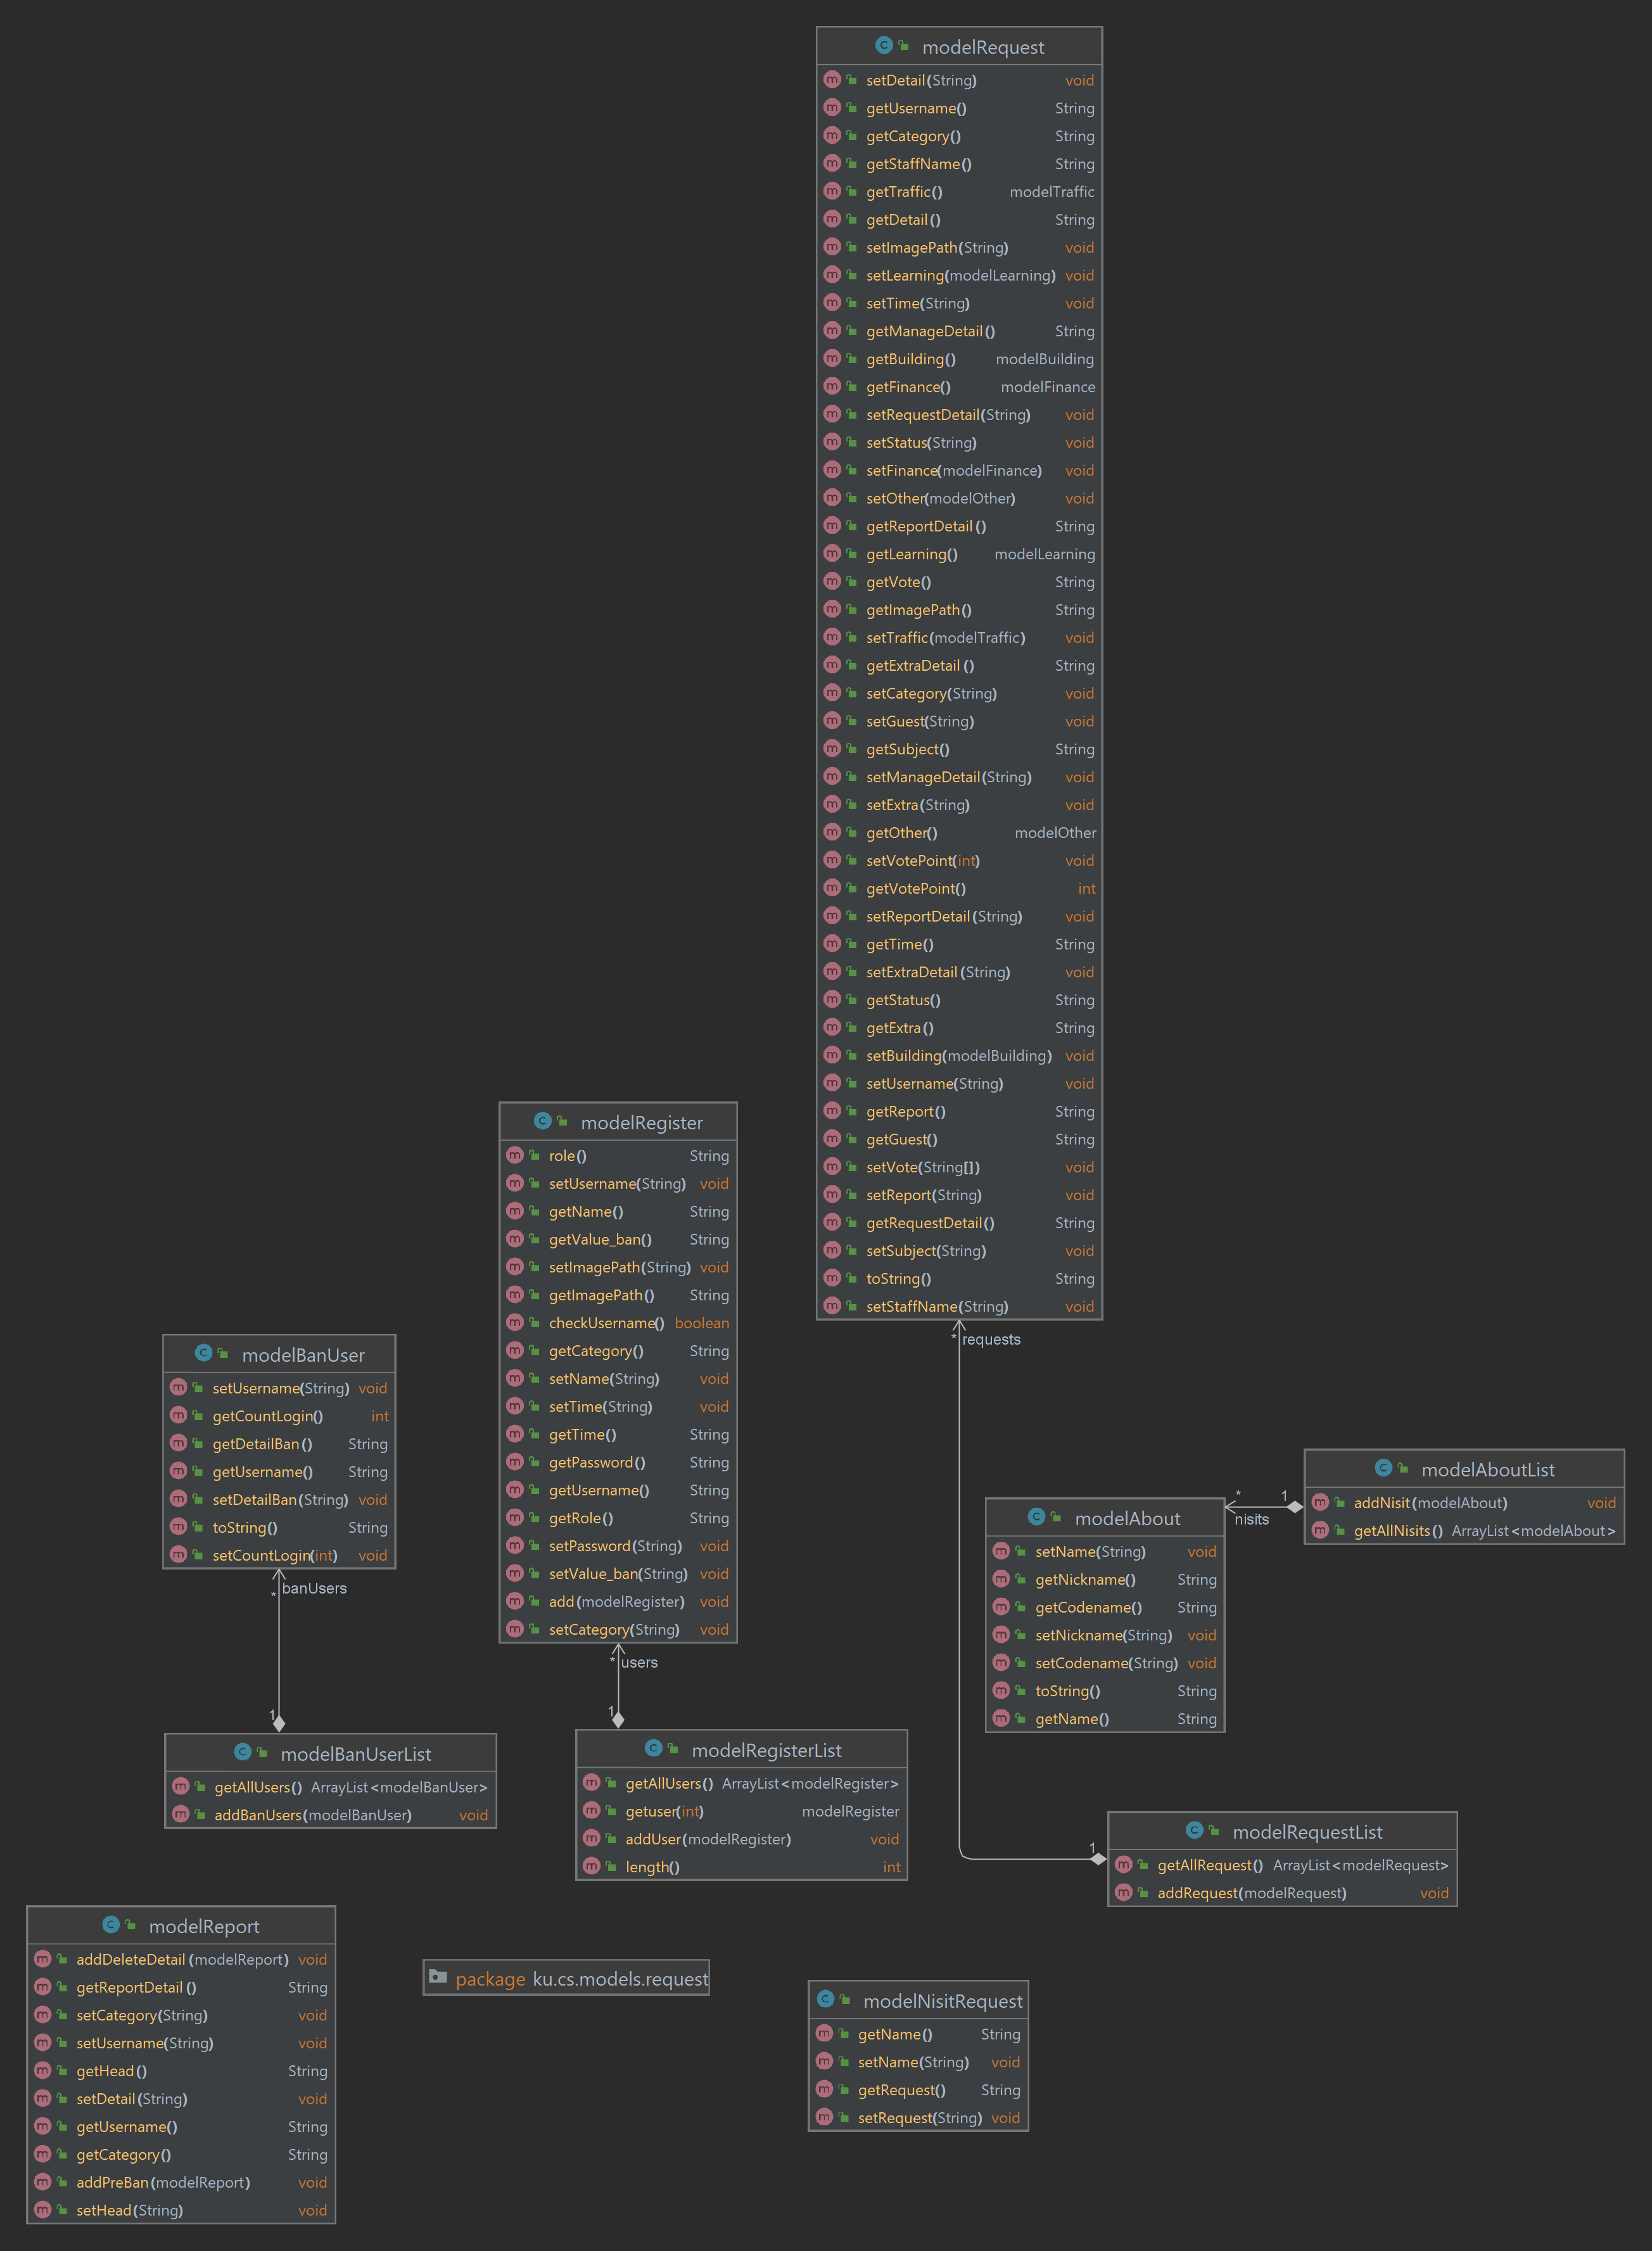 modelRequest
setDetail(String) void
getUsername() String
getCategory() String
getStaffName() String
getTraffic() modelTraffic
getDetail() String
setImagePath(String) void
setLearning(modelLearning) void
setTime(String) void
getManageDetail() String
getBuilding() modelBuilding
getFinance() modelFinance
setRequestDetail(String) void
setStatus(String) void
setFinance(modelFinance) void
setOther(modelOther) void
getReportDetail() String
getLearning() modelLearning
getVote() String
getImagePath() String
setTraffic(modelTraffic) void
getExtraDetail() String
setCategory(String) void
setGuest(String) void
getSubject() String
setManageDetail(String) void
setExtra(String) void
getOther() modelOther
setVotePoint(int) void
getVotePoint() int
setReportDetail(String) void
getTime() String
setExtraDetail(String) void
getStatus() String
getExtra() String
setBuilding(modelBuilding) void
setUsername(String) void
getReport() String
getGuest() String
setVote(String[]) void
setReport(String) void
getRequestDetail() String
setSubject(String) void
toString() String
setStaffName(String) void
* requests
modelRegister
role() String
setUsername(String) void
getName() String
getValue_ban() String
setImagePath(String) void
getImagePath() String
checkUsername() boolean
getCategory() String
setName(String) void
setTime(String) void
getTime() String
getPassword() String
getUsername() String
getRole() String
setPassword(String) void
setValue_ban(String) void
add(modelRegister) void
setCategory(String) void
* users
1
modelBanUser
setUsername(String) void
getCountLogin() int
getDetailBan() String
getUsername() String
setDetailBan(String) void
toString() String
setCountLogin(int) void
* banUsers
1
modelAboutList
addNisit(modelAbout) void
getAllNisits() ArrayList<modelAbout>
* 1
nisits
modelAbout
setName(String) void
getNickname() String
getCodename() String
setNickname(String) void
setCodename(String) void
toString() String
getName() String
modelBanUserList
getAllUsers() ArrayList<modelBanUser>
addBanUsers(modelBanUser) void
modelRegisterList
getAllUsers() ArrayList<modelRegister>
getuser(int) modelRegister
addUser(modelRegister) void
length() int
1
modelRequestList
getAllRequest() ArrayList<modelRequest>
addRequest(modelRequest) void
modelReport
addDeleteDetail(modelReport) void
getReportDetail() String
setCategory(String) void
setUsername(String) void
getHead() String
setDetail(String) void
getUsername() String
getCategory() String
addPreBan(modelReport) void
setHead(String) void
package ku.cs.models.request
modelNisitRequest
getName() String
setName(String) void
getRequest() String
setRequest(String) void